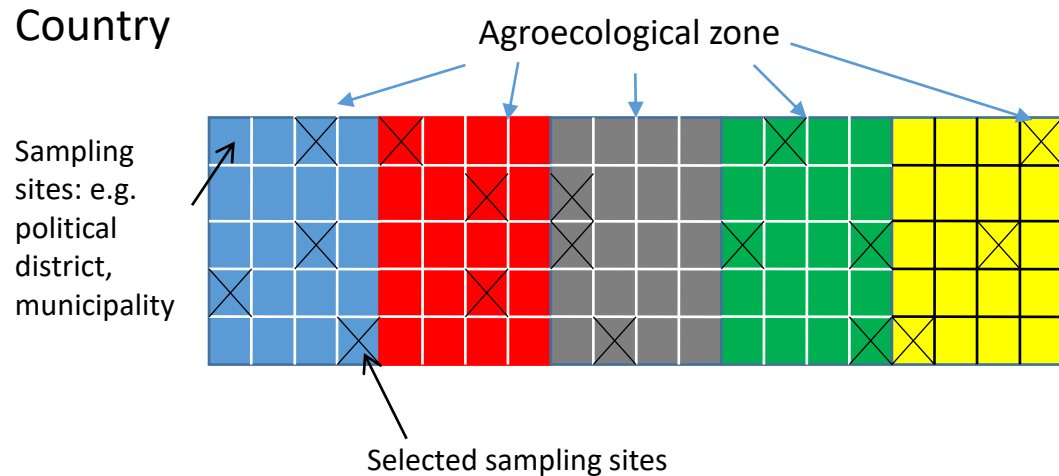 Country
Agroecological zone
Sampling
sites: e.g.
political
district,
municipality
Selected sampling sites